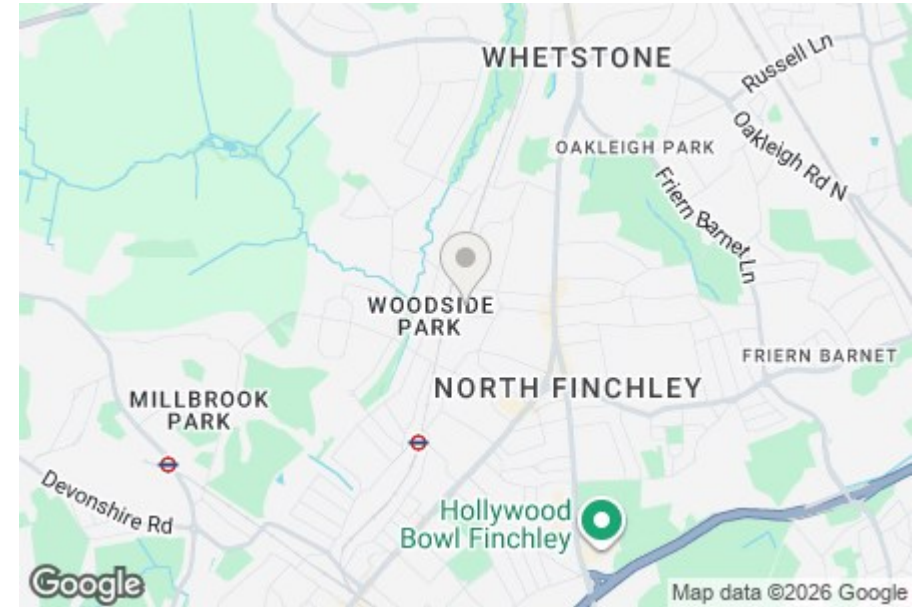 WHETSTONE
Russell Ln
OAKLEIGH PARK
Oakleigh Rd N
Friern Barnet Ln
WOODSIDE
PARK
FRIERN BARNET
NORTH FINCHLEY
MILLBROOK
PARK
Devonshire Rd
Hollywood
Bowl Finchley
Google
Map data ©2026 Google